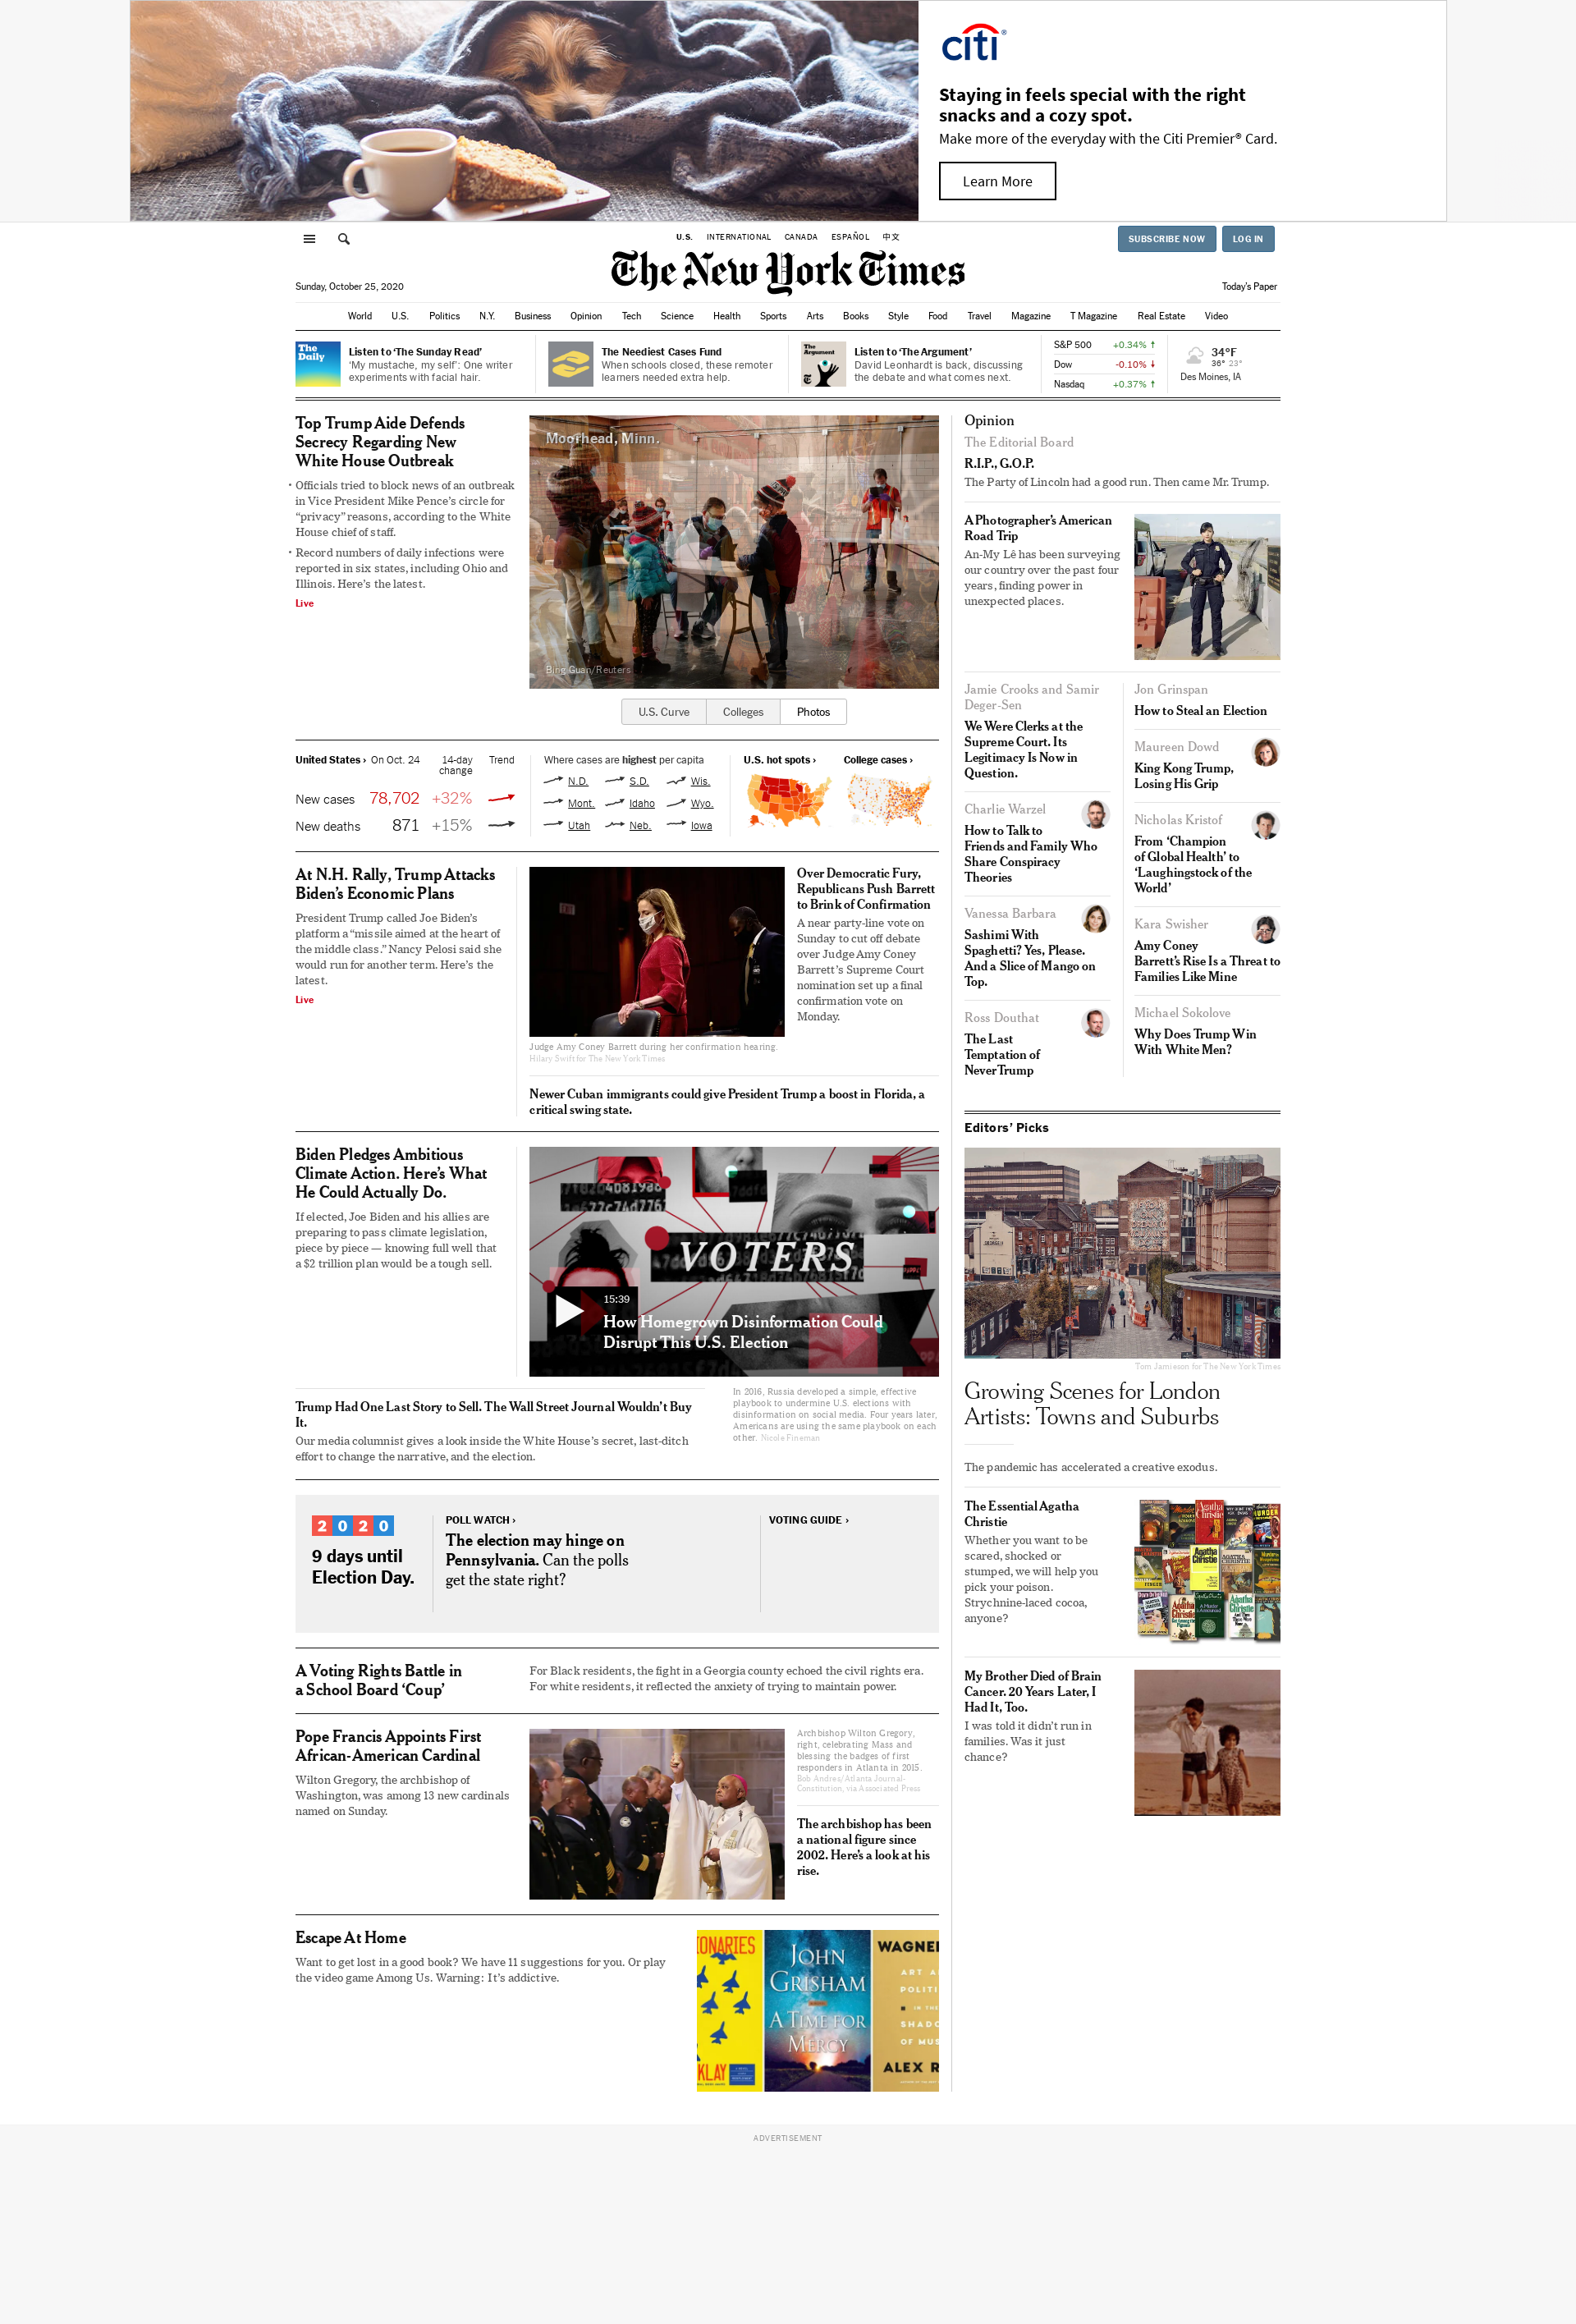 citi®
Staying in feels special with the right
snacks and a cozy spot.
Make more of the everyday with the Citi Premier® Card.
Learn More
U.S. INTERNATIONAL CANADA ESPAÑOL 中文
SUBSCRIBE NOW LOG IN
The New York Times
Sunday, October 25, 2020
Today's Paper
World U.S. Politics N.Y. Business Opinion Tech Science Health Sports Arts Books Style Food Travel Magazine T Magazine Real Estate Video
The
Daily
Listen to ‘The Sunday Read’
‘My mustache, my self’: One writer
experiments with facial hair.
The Neediest Cases Fund
When schools closed, these remoter
learners needed extra help.
The
Argument
Listen to ‘The Argument’
David Leonhardt is back, discussing
the debate and what comes next.
S&P 500 +0.34% ↑
Dow -0.10% ↓
Nasdaq +0.37% ↑
34°F
36° 23°
Des Moines, IA
Top Trump Aide Defends
Secrecy Regarding New
White House Outbreak
• Officials tried to block news of an outbreak
in Vice President Mike Pence’s circle for
“privacy” reasons, according to the White
House chief of staff.
• Record numbers of daily infections were
reported in six states, including Ohio and
Illinois. Here’s the latest.
Live
Moorhead, Minn.
Bing Guan/Reuters
U.S. Curve Colleges Photos
United States › On Oct. 24 14-day
change Trend
New cases 78,702 +32%
New deaths 871 +15%
Where cases are highest per capita
N.D. S.D. Wis.
Mont. Idaho Wyo.
Utah Neb. Iowa
U.S. hot spots › College cases ›
At N.H. Rally, Trump Attacks
Biden’s Economic Plans
President Trump called Joe Biden’s
platform a “missile aimed at the heart of
the middle class.” Nancy Pelosi said she
would run for another term. Here’s the
latest.
Live
Judge Amy Coney Barrett during her confirmation hearing.
Hilary Swift for The New York Times
Over Democratic Fury,
Republicans Push Barrett
to Brink of Confirmation
A near party-line vote on
Sunday to cut off debate
over Judge Amy Coney
Barrett’s Supreme Court
nomination set up a final
confirmation vote on
Monday.
Newer Cuban immigrants could give President Trump a boost in Florida, a
critical swing state.
Biden Pledges Ambitious
Climate Action. Here’s What
He Could Actually Do.
If elected, Joe Biden and his allies are
preparing to pass climate legislation,
piece by piece — knowing full well that
a $2 trillion plan would be a tough sell.
VOTERS
15:39
How Homegrown Disinformation Could
Disrupt This U.S. Election
In 2016, Russia developed a simple, effective
playbook to undermine U.S. elections with
disinformation on social media. Four years later,
Americans are using the same playbook on each
other. Nicole Fineman
Trump Had One Last Story to Sell. The Wall Street Journal Wouldn’t Buy
It.
Our media columnist gives a look inside the White House’s secret, last-ditch
effort to change the narrative, and the election.
2020
9 days until
Election Day.
POLL WATCH ›
The election may hinge on
Pennsylvania. Can the polls
get the state right?
VOTING GUIDE ›
A Voting Rights Battle in
a School Board ‘Coup’
For Black residents, the fight in a Georgia county echoed the civil rights era.
For white residents, it reflected the anxiety of trying to maintain power.
Pope Francis Appoints First
African-American Cardinal
Wilton Gregory, the archbishop of
Washington, was among 13 new cardinals
named on Sunday.
Archbishop Wilton Gregory,
right, celebrating Mass and
blessing the badges of first
responders in Atlanta in 2015.
Bob Andres/Atlanta Journal-
Constitution, via Associated Press
The archbishop has been
a national figure since
2002. Here’s a look at his
rise.
Escape At Home
Want to get lost in a good book? We have 11 suggestions for you. Or play
the video game Among Us. Warning: It’s addictive.
JOHN
GRISHAM
A TIME FOR
MERCY
Opinion
The Editorial Board
R.I.P., G.O.P.
The Party of Lincoln had a good run. Then came Mr. Trump.
A Photographer’s American
Road Trip
An-My Lê has been surveying
our country over the past four
years, finding power in
unexpected places.
Jamie Crooks and Samir
Deger-Sen
We Were Clerks at the
Supreme Court. Its
Legitimacy Is Now in
Question.
Charlie Warzel
How to Talk to
Friends and Family Who
Share Conspiracy
Theories
Vanessa Barbara
Sashimi With
Spaghetti? Yes, Please.
And a Slice of Mango on
Top.
Ross Douthat
The Last
Temptation of
NeverTrump
Jon Grinspan
How to Steal an Election
Maureen Dowd
King Kong Trump,
Losing His Grip
Nicholas Kristof
From ‘Champion
of Global Health’ to
‘Laughingstock of the
World’
Kara Swisher
Amy Coney
Barrett’s Rise Is a Threat to
Families Like Mine
Michael Sokolove
Why Does Trump Win
With White Men?
Editors’ Picks
Tom Jamieson for The New York Times
Growing Scenes for London
Artists: Towns and Suburbs
The pandemic has accelerated a creative exodus.
The Essential Agatha
Christie
Whether you want to be
scared, shocked or
stumped, we will help you
pick your poison.
Strychnine-laced cocoa,
anyone?
My Brother Died of Brain
Cancer. 20 Years Later, I
Had It, Too.
I was told it didn’t run in
families. Was it just
chance?
ADVERTISEMENT